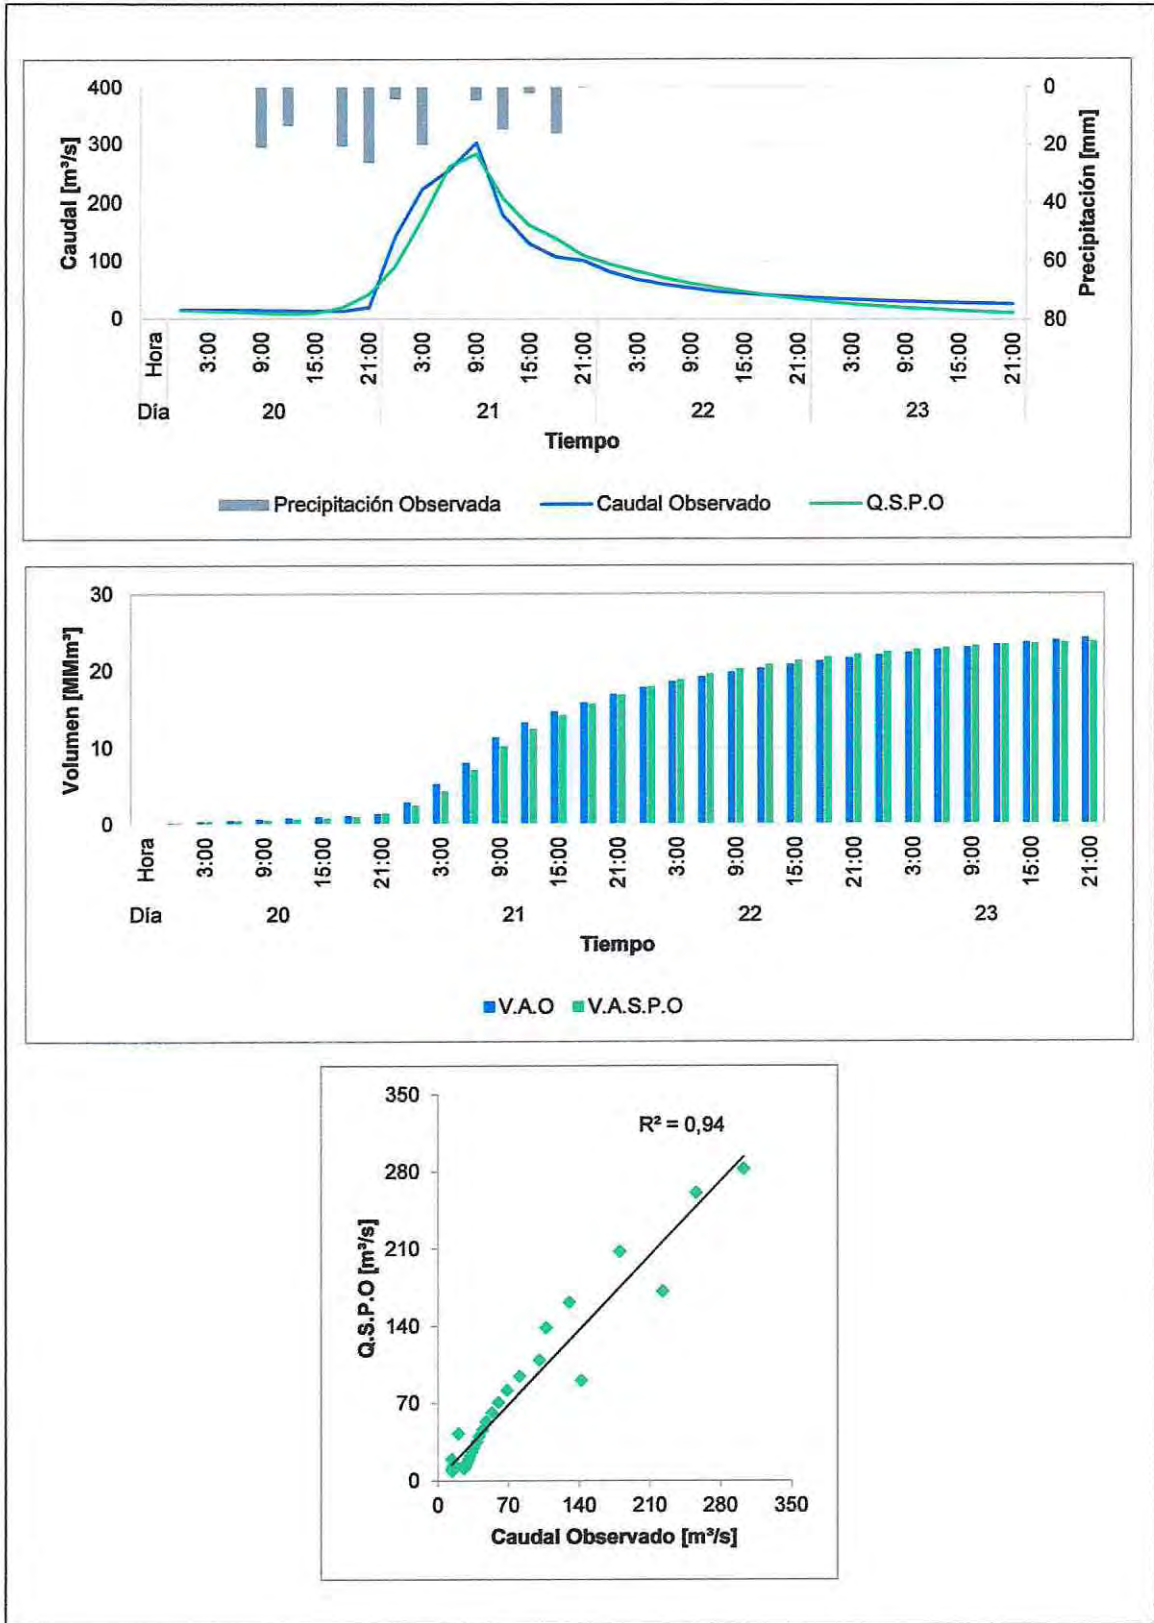 400
300
200
100
0
Caudal [m³/s]
0
20
40
60
80
Precipitación [mm]
Hora 3:00 9:00 15:00 21:00 3:00 9:00 15:00 21:00 3:00 9:00 15:00 21:00 3:00 9:00 15:00 21:00
Día 20 21 22 23
Tiempo
Precipitación Observada Caudal Observado Q.S.P.O
30
20
10
0
Volumen [MMm³]
Hora 3:00 9:00 15:00 21:00 3:00 9:00 15:00 21:00 3:00 9:00 15:00 21:00 3:00 9:00 15:00 21:00
Día 20 21 22 23
Tiempo
V.A.O V.A.S.P.O
350
280
210
140
70
0
Q.S.P.O [m³/s]
R² = 0,94
0 70 140 210 280 350
Caudal Observado [m³/s]